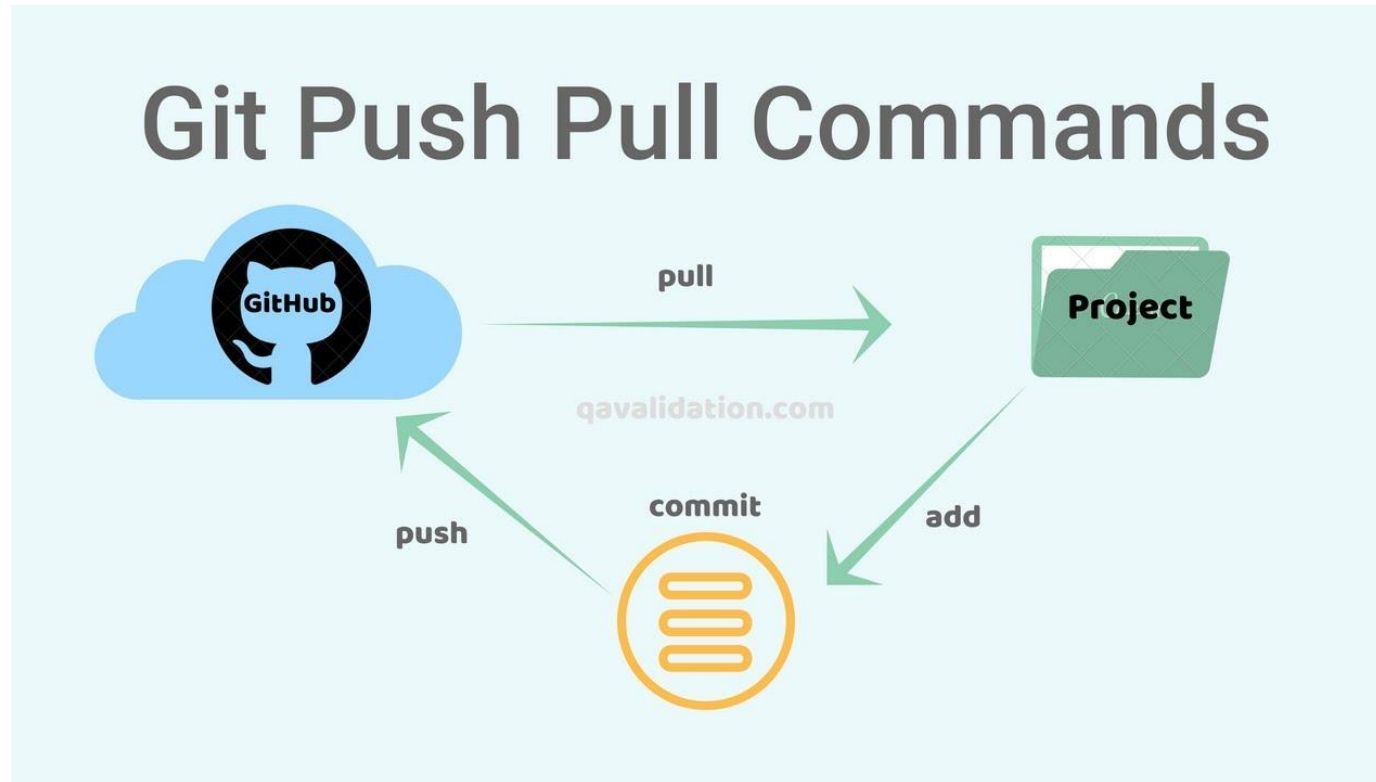 Git Push Pull Commands
GitHub
pull
Project
qavalidation.com
commit
add
push